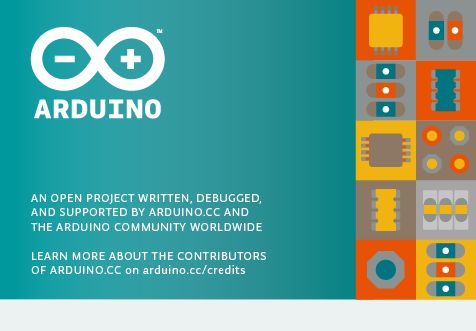 TM
ARDUINO
AN OPEN PROJECT WRITTEN, DEBUGGED,
AND SUPPORTED BY ARDUINO.CC AND
THE ARDUINO COMMUNITY WORLDWIDE
LEARN MORE ABOUT THE CONTRIBUTORS
OF ARDUINO.CC on arduino.cc/credits